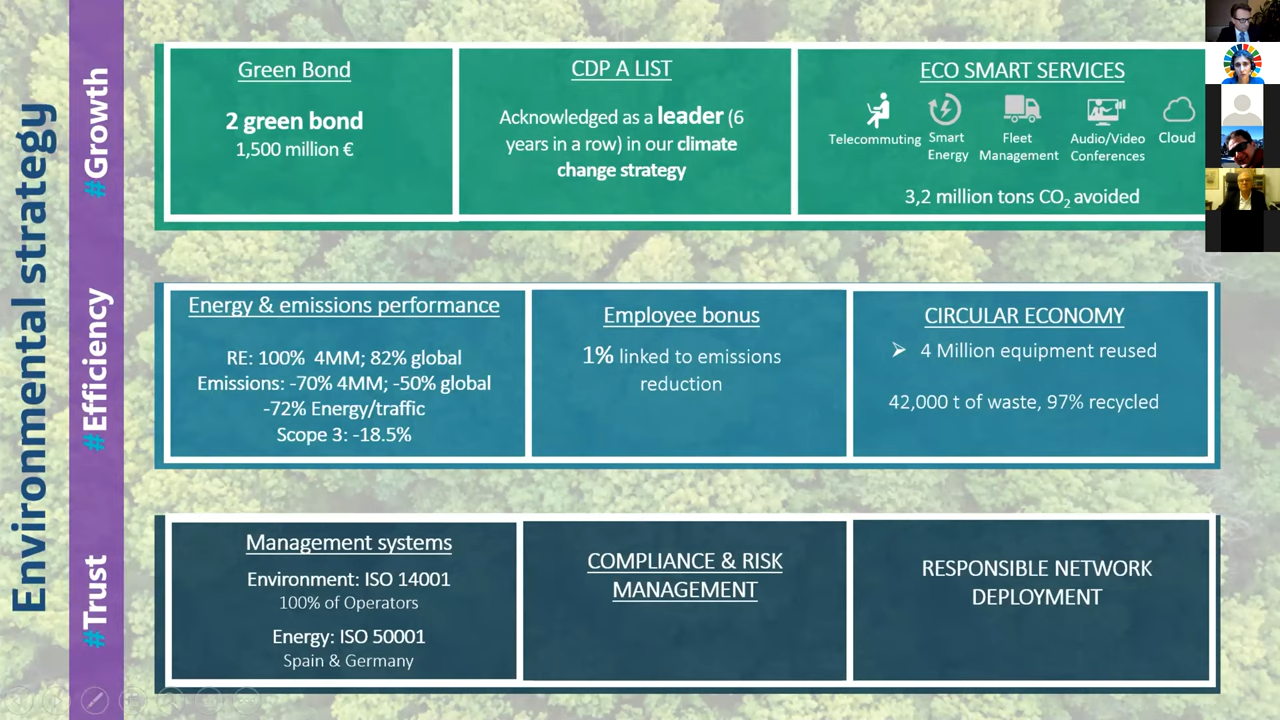 Environmental strategy
#Growth
Green Bond
2 green bond
1,500 million €
CDP A LIST
Acknowledged as a leader (6
years in a row) in our climate
change strategy
ECO SMART SERVICES
Telecommuting
Smart
Energy
Fleet
Management
Audio/Video
Conferences
Cloud
3,2 million tons CO₂ avoided
#Efficiency
Energy & emissions performance
RE: 100% 4MM; 82% global
Emissions: -70% 4MM; -50% global
-72% Energy/traffic
Scope 3: -18.5%
Employee bonus
1% linked to emissions
reduction
CIRCULAR ECONOMY
4 Million equipment reused
42,000 t of waste, 97% recycled
#Trust
Management systems
Environment: ISO 14001
100% of Operators
Energy: ISO 50001
Spain & Germany
COMPLIANCE & RISK
MANAGEMENT
RESPONSIBLE NETWORK
DEPLOYMENT